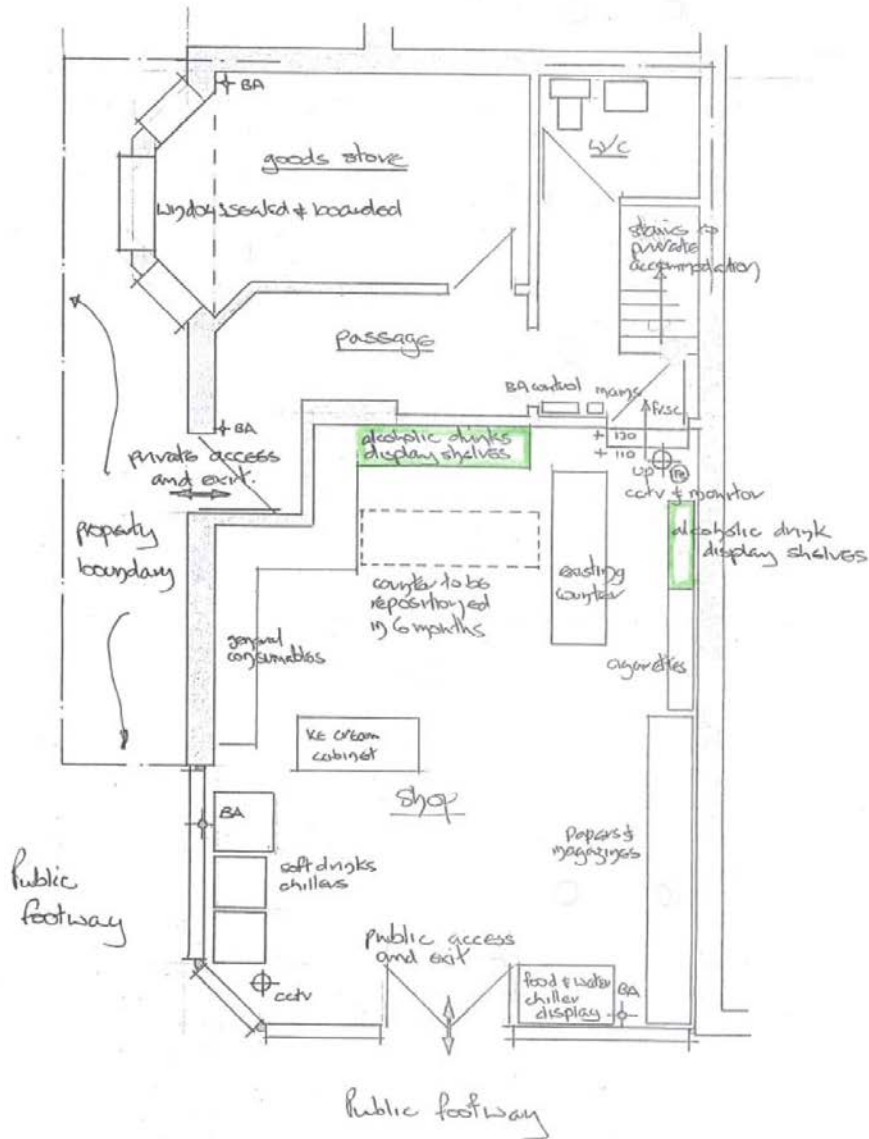 BA
goods store
W/C
windows sealed & boarded
stairs to
private
accommodation
passage
BA control
mains
BA
private access
and exit.
alcoholic drinks
display shelves
+ 120
+ 110
up
cctv & monitor
alcoholic drink
display shelves
property
boundary
counter to be
repositioned
in 6 months
existing
counter
general
consumables
cigarettes
ice cream
cabinet
shop
BA
papers &
magazines
soft drinks
chillers
Public
footway
public access
and exit
food & water
chiller
display
BA
cctv
Public footway